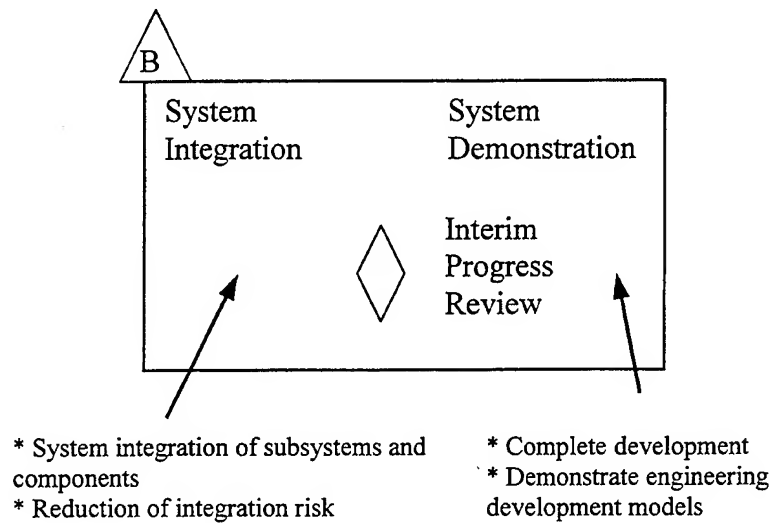 B
System
Integration
System
Demonstration
Interim
Progress
Review
* System integration of subsystems and
components
* Reduction of integration risk
* Complete development
* Demonstrate engineering
development models